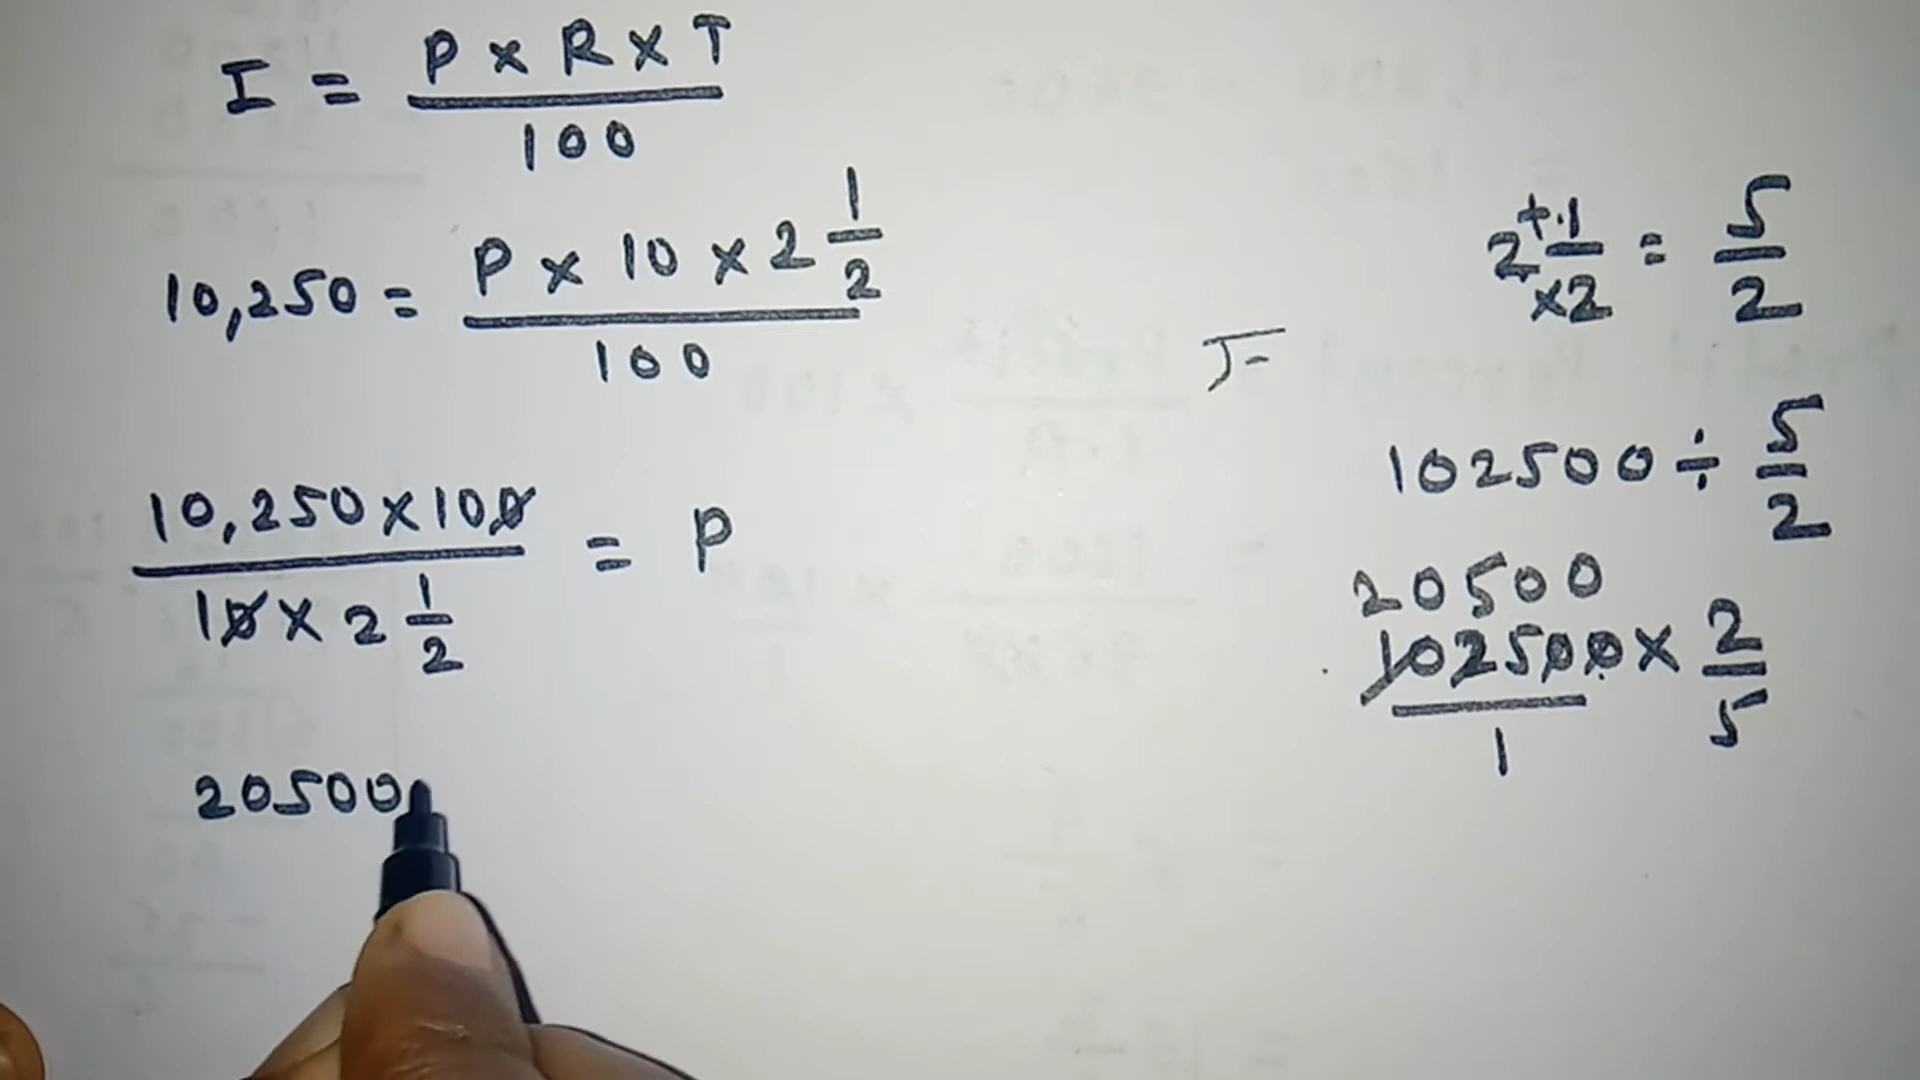 I = P × R × T / 100
10,250 = P × 10 × 2 1/2 / 100
10,250 × 100 / 10 × 2 1/2 = P
20500
2 +1/×2 = 5/2
102500 ÷ 5/2
20500
102500/1 × 2/5